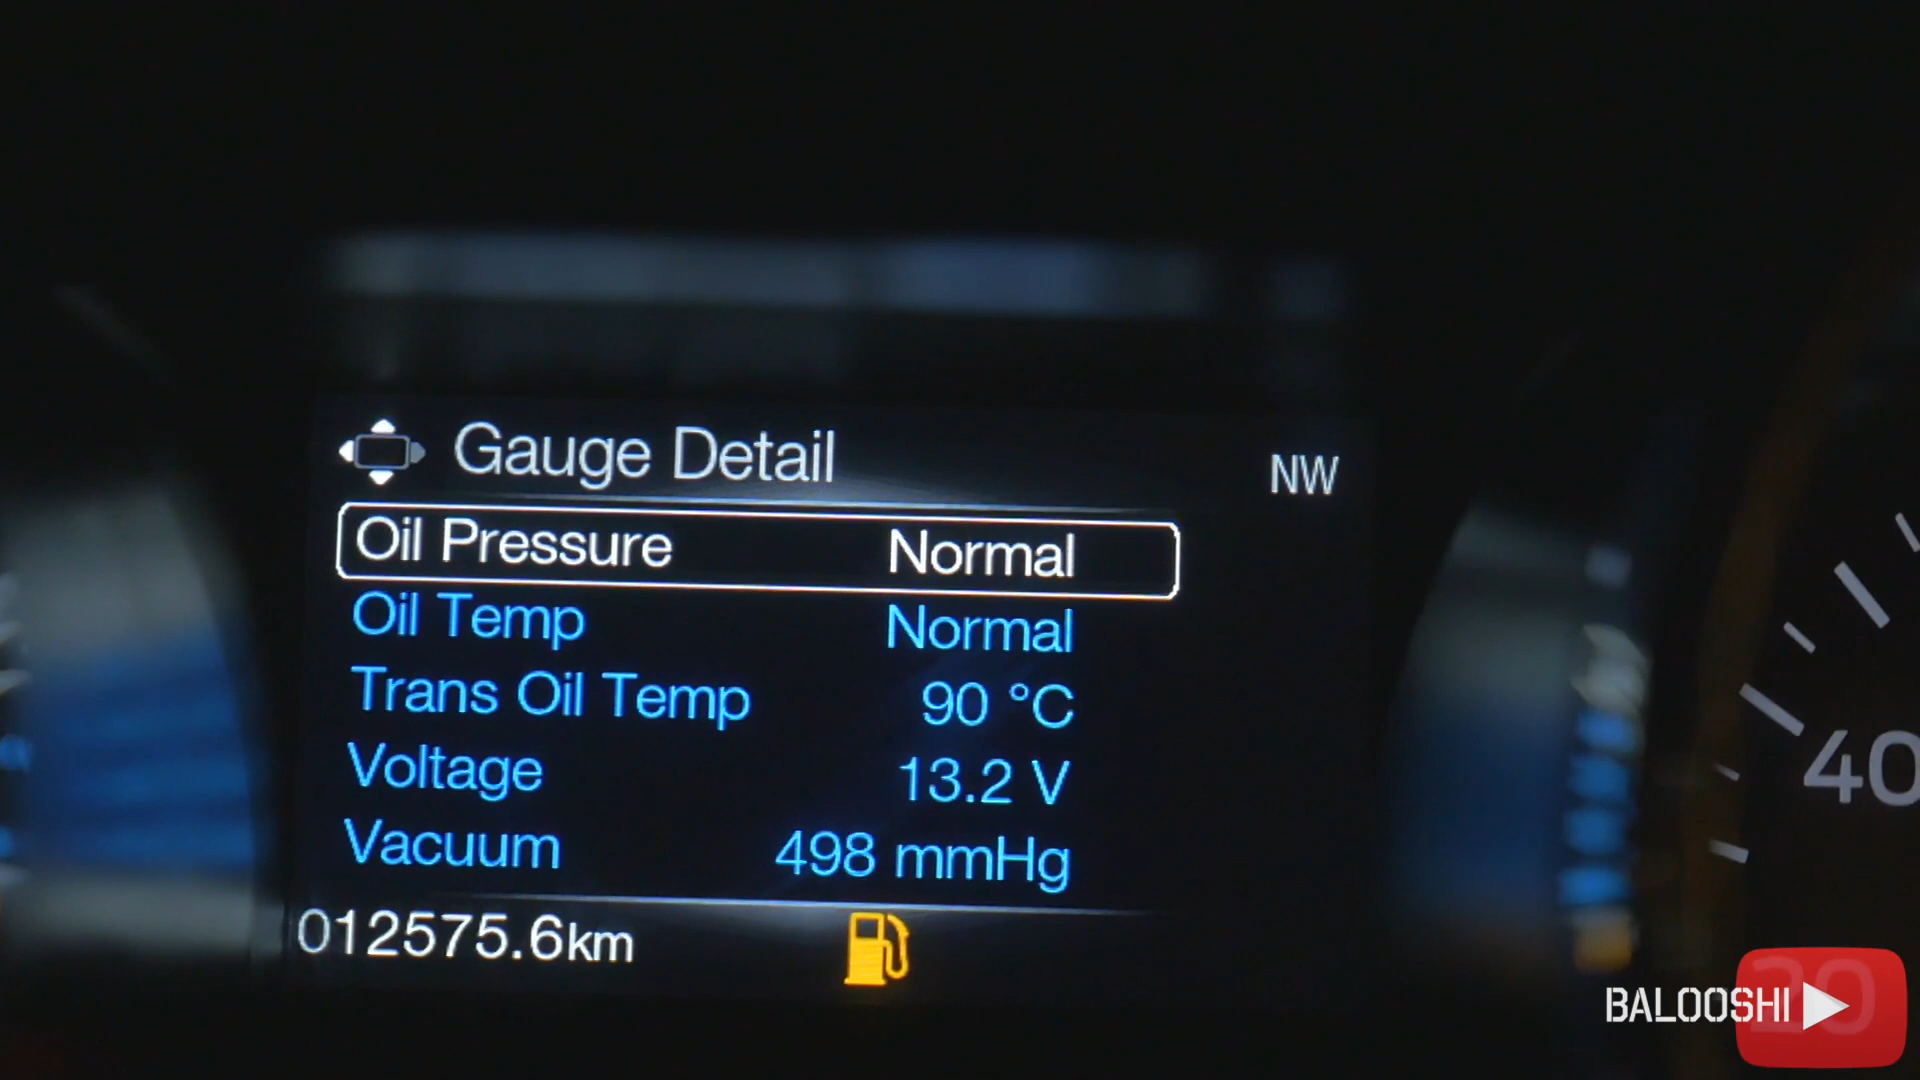 Gauge Detail
NW
Oil Pressure Normal
Oil Temp Normal
Trans Oil Temp 90 °C
Voltage 13.2 V
Vacuum 498 mmHg
012575.6km
40
20
BALOOSHI